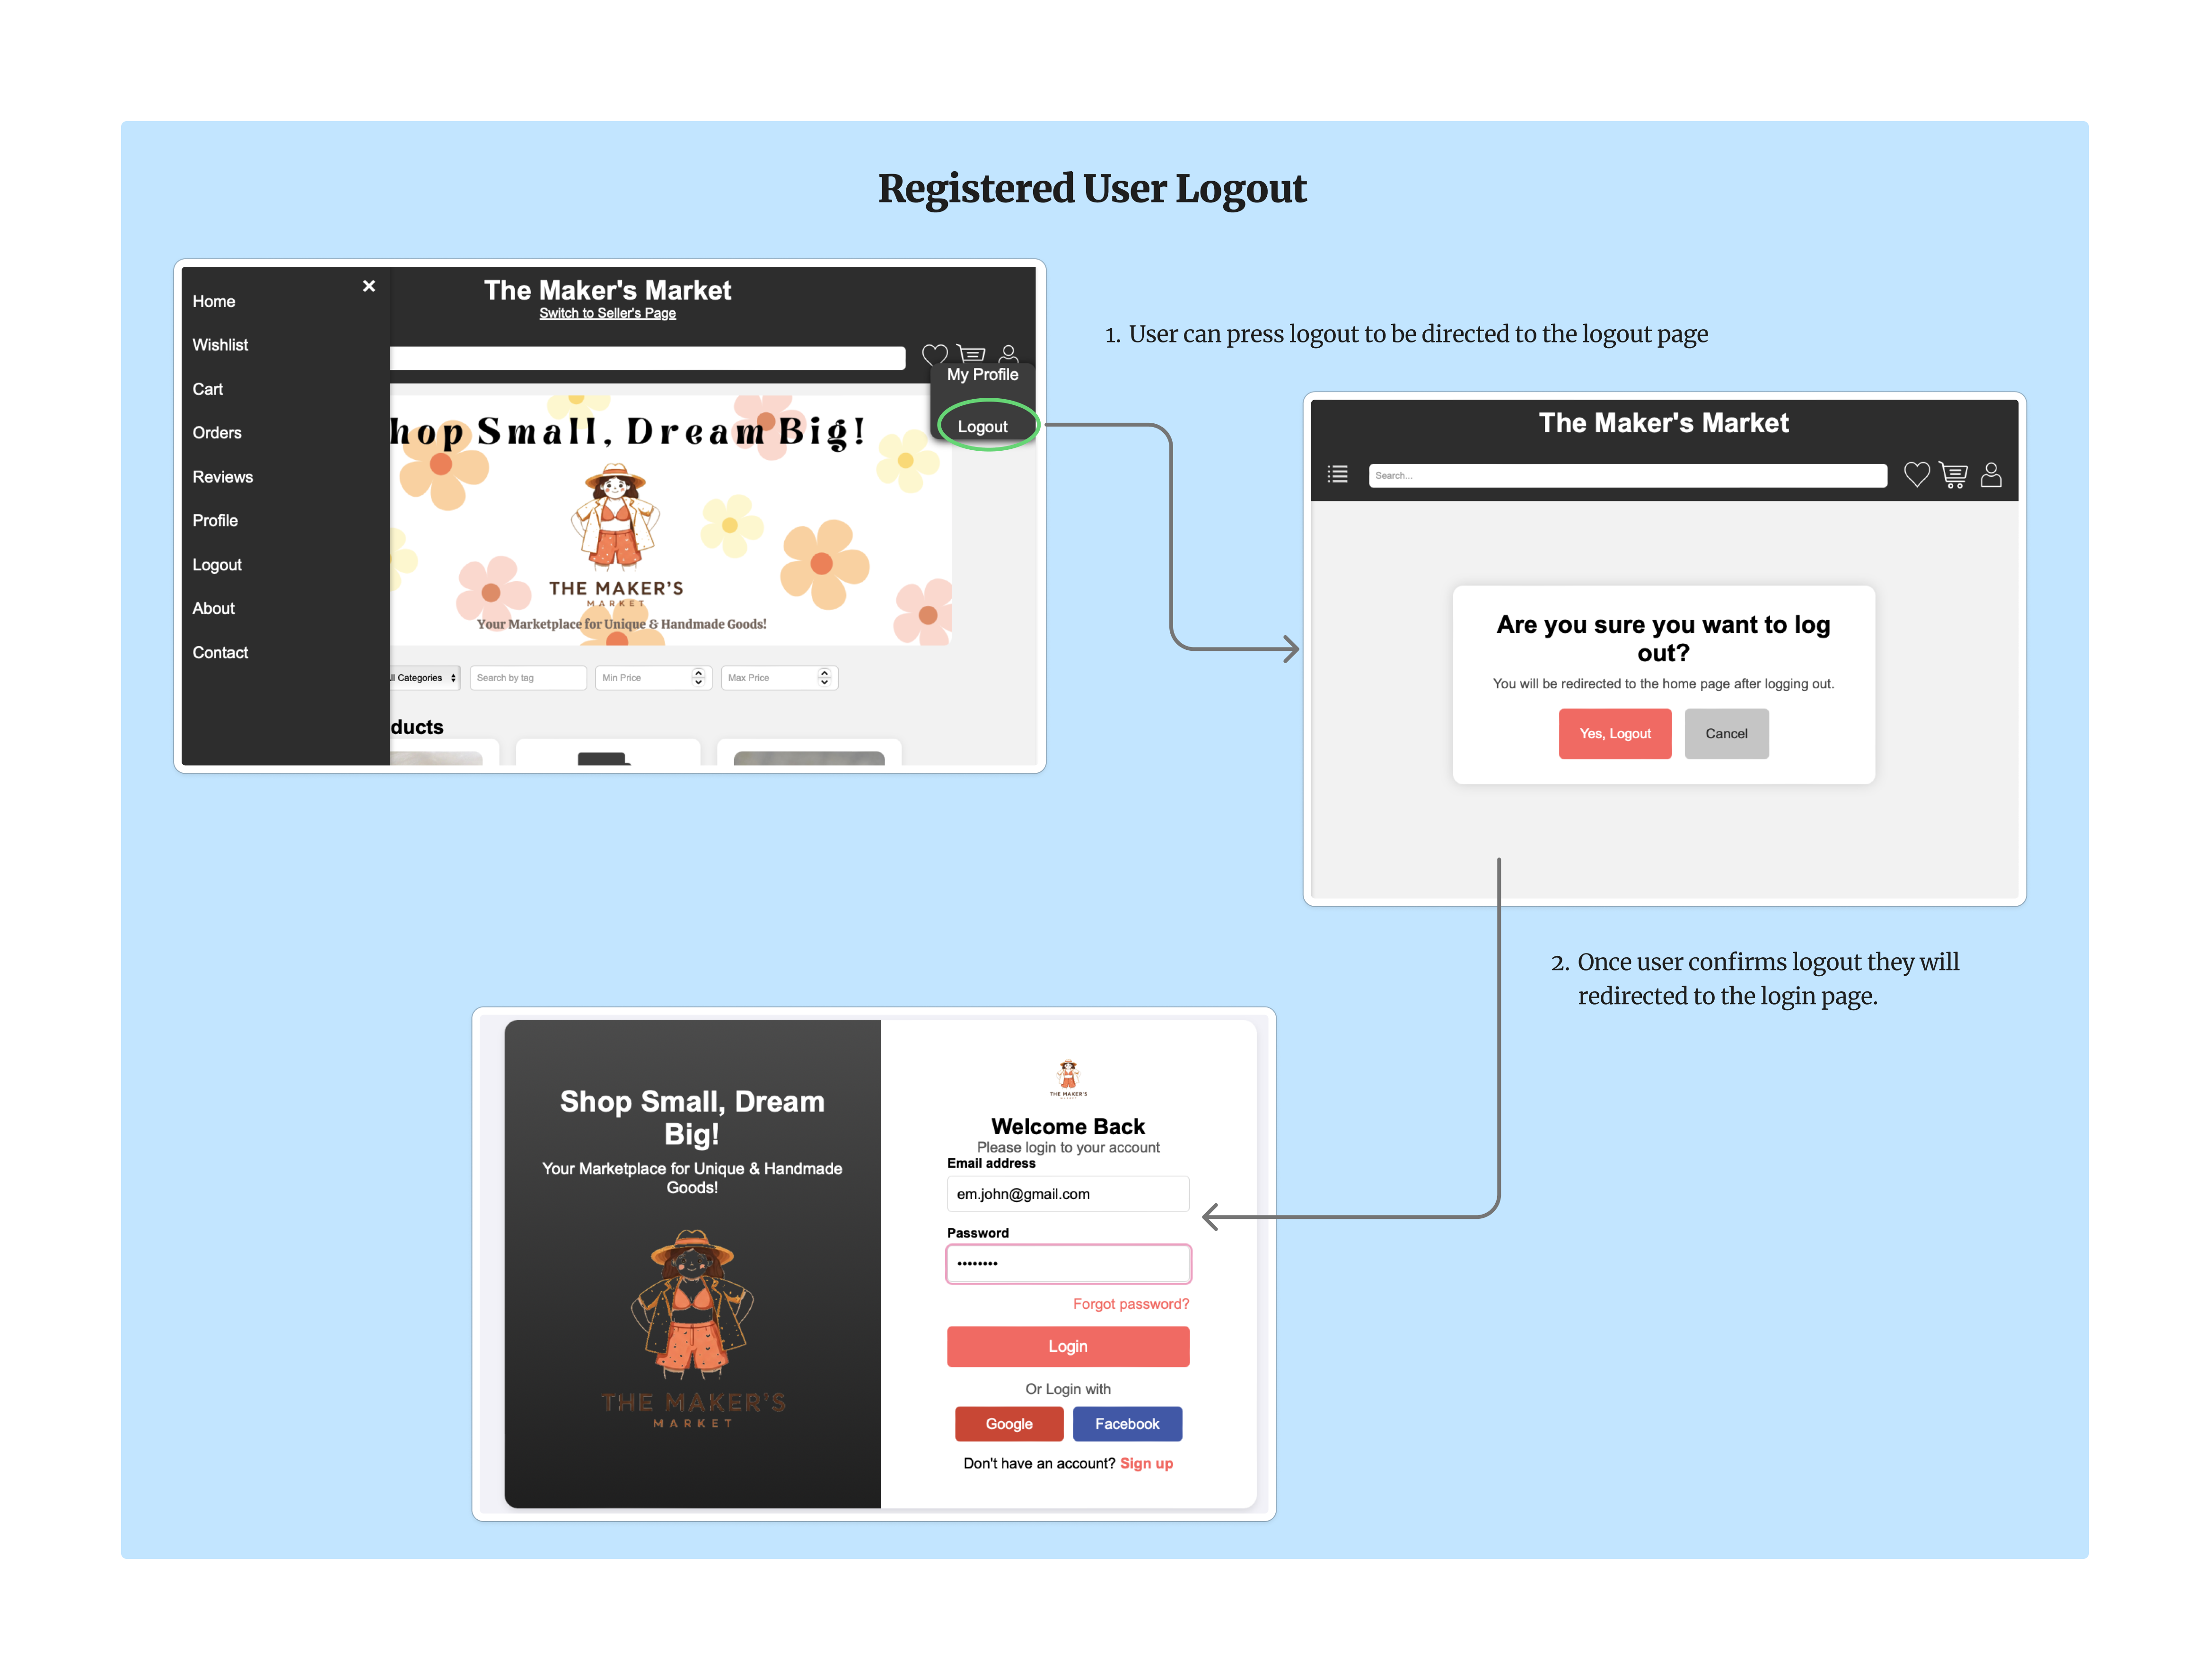 Registered User Logout
Home
Wishlist
Cart
Orders
Reviews
Profile
Logout
About
Contact
The Maker's Market
Switch to Seller's Page
My Profile
Logout
hop Small, Dream Big!
THE MAKER'S
MARKET
Your Marketplace for Unique & Handmade Goods!
ll Categories
Search by tag
Min Price
Max Price
ducts
1. User can press logout to be directed to the logout page
The Maker's Market
Search...
Are you sure you want to log
out?
You will be redirected to the home page after logging out.
Yes, Logout
Cancel
2. Once user confirms logout they will
redirected to the login page.
Shop Small, Dream
Big!
Your Marketplace for Unique & Handmade
Goods!
THE MAKER'S
MARKET
THE MAKER'S
MARKET
Welcome Back
Please login to your account
Email address
em.john@gmail.com
Password
••••••••
Forgot password?
Login
Or Login with
Google
Facebook
Don't have an account? Sign up